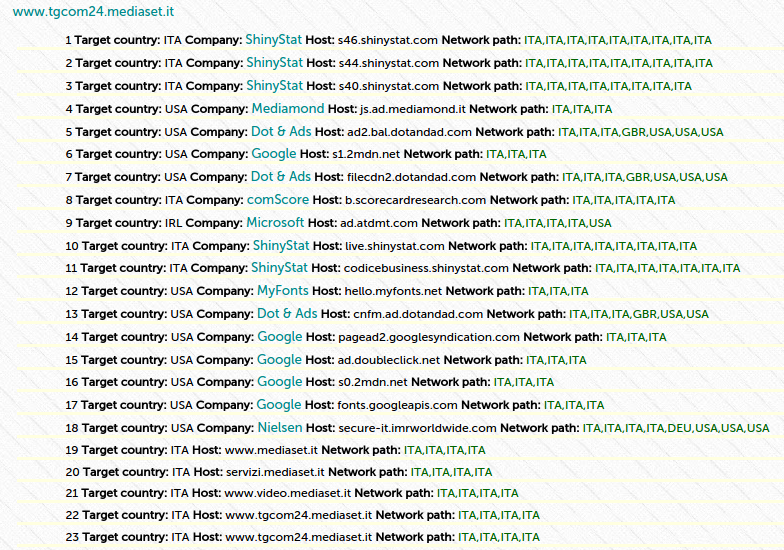 www.tgcom24.mediaset.it
1 Target country: ITA Company: ShinyStat Host: s46.shinystat.com Network path: ITA,ITA,ITA,ITA,ITA,ITA,ITA,ITA,ITA
2 Target country: ITA Company: ShinyStat Host: s44.shinystat.com Network path: ITA,ITA,ITA,ITA,ITA,ITA,ITA,ITA,ITA
3 Target country: ITA Company: ShinyStat Host: s40.shinystat.com Network path: ITA,ITA,ITA,ITA,ITA,ITA,ITA,ITA
4 Target country: USA Company: Mediamond Host: js.ad.mediamond.it Network path: ITA,ITA,ITA
5 Target country: USA Company: Dot & Ads Host: ad2.bal.dotandad.com Network path: ITA,ITA,ITA,GBR,USA,USA,USA
6 Target country: USA Company: Google Host: s1.2mdn.net Network path: ITA,ITA,ITA
7 Target country: USA Company: Dot & Ads Host: filecdn2.dotandad.com Network path: ITA,ITA,ITA,GBR,USA,USA,USA
8 Target country: ITA Company: comScore Host: b.scorecardresearch.com Network path: ITA,ITA,ITA,ITA,ITA
9 Target country: IRL Company: Microsoft Host: ad.atdmt.com Network path: ITA,ITA,ITA,ITA,USA
10 Target country: ITA Company: ShinyStat Host: live.shinystat.com Network path: ITA,ITA,ITA,ITA,ITA,ITA,ITA,ITA
11 Target country: ITA Company: ShinyStat Host: codicebusiness.shinystat.com Network path: ITA,ITA,ITA,ITA,ITA,ITA,ITA
12 Target country: USA Company: MyFonts Host: hello.myfonts.net Network path: ITA,ITA,ITA
13 Target country: USA Company: Dot & Ads Host: cnfm.ad.dotandad.com Network path: ITA,ITA,ITA,GBR,USA,USA
14 Target country: USA Company: Google Host: pagead2.googlesyndication.com Network path: ITA,ITA,ITA
15 Target country: USA Company: Google Host: ad.doubleclick.net Network path: ITA,ITA,ITA
16 Target country: USA Company: Google Host: s0.2mdn.net Network path: ITA,ITA,ITA
17 Target country: USA Company: Google Host: fonts.googleapis.com Network path: ITA,ITA,ITA
18 Target country: USA Company: Nielsen Host: secure-it.imrworldwide.com Network path: ITA,ITA,ITA,ITA,DEU,USA,USA,USA
19 Target country: ITA Host: www.mediaset.it Network path: ITA,ITA,ITA,ITA
20 Target country: ITA Host: servizi.mediaset.it Network path: ITA,ITA,ITA,ITA
21 Target country: ITA Host: www.video.mediaset.it Network path: ITA,ITA,ITA,ITA
22 Target country: ITA Host: www.tgcom24.mediaset.it Network path: ITA,ITA,ITA,ITA
23 Target country: ITA Host: www.tgcom24.mediaset.it Network path: ITA,ITA,ITA,ITA